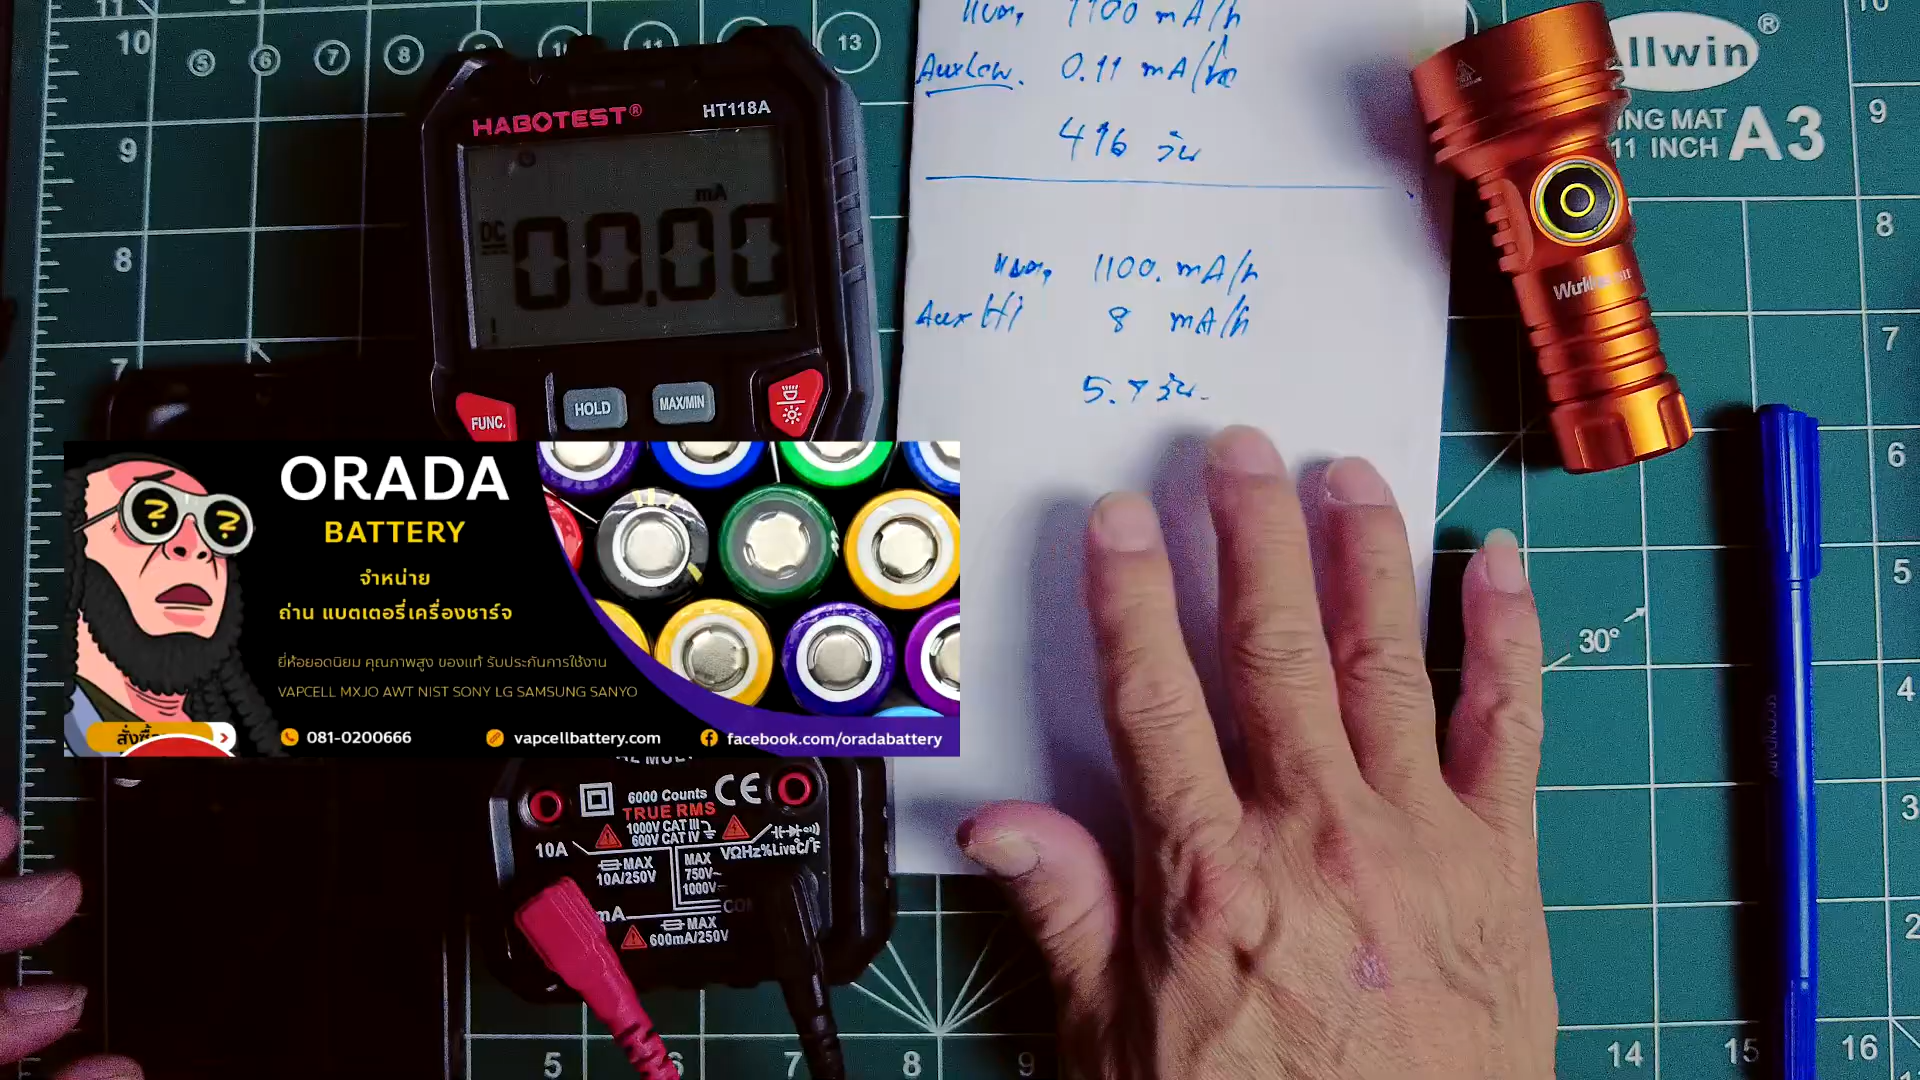 HABOTEST® HT118A
DC mA
00.00
FUNC.
HOLD
MAX/MIN
1100 mA/h
Aux Low. 0.11 mA/h
416 วัน
1100. mA/h
Aux Hi 8 mA/h
5.7 วัน.
llwin®
ING MAT
11 INCH A3
ORADA
BATTERY
จำหน่าย
ถ่าน แบตเตอรี่เครื่องชาร์จ
ยี่ห้อยอดนิยม คุณภาพสูง ของแท้ รับประกันการใช้งาน
VAPCELL MXJO AWT NIST SONY LG SAMSUNG SANYO
081-0200666
vapcellbattery.com
facebook.com/oradabattery
6000 Counts CE
TRUE RMS
1000V CAT III
600V CAT IV
10A
MAX
10A/250V
MAX
750V~
1000V
VΩHz%Live°C/°F
mA
MAX
600mA/250V
10
9
8
7
5
6
7
8
9
13
5
6
7
8
9
14
15
16
30°
9
8
7
6
5
4
3
2